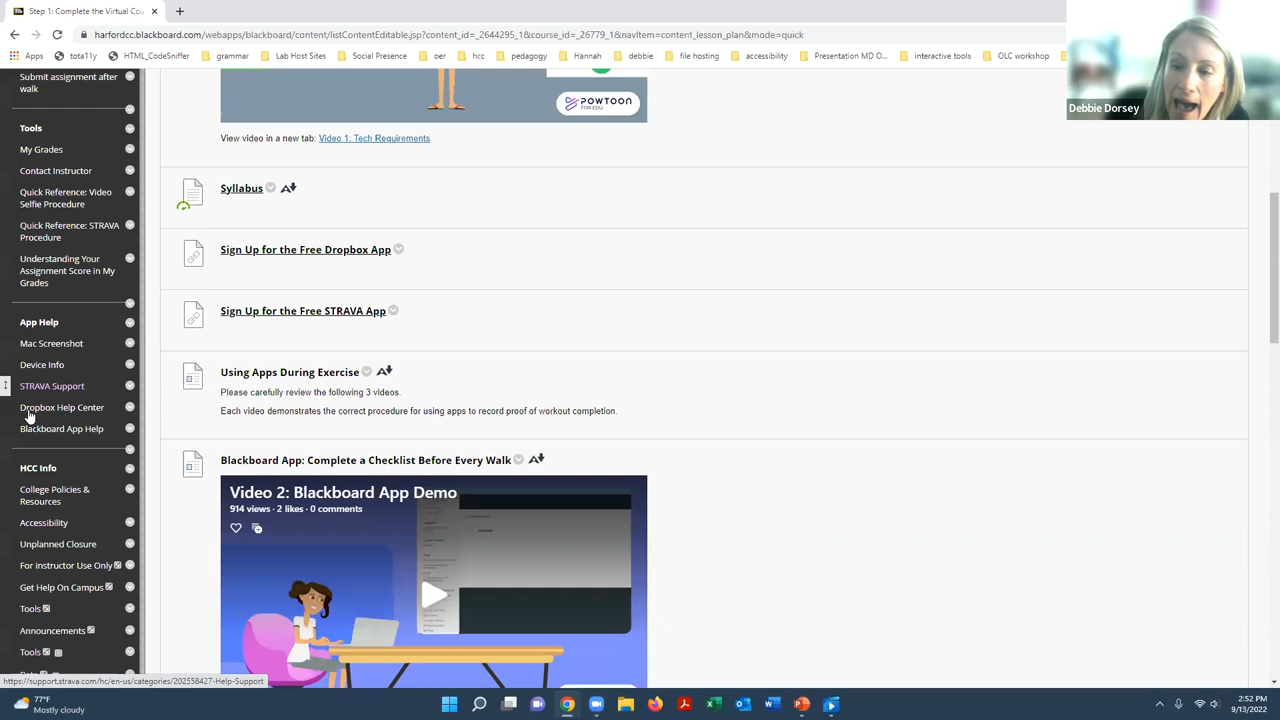 Step 1: Complete the Virtual Cou
harfordcc.blackboard.com/webapps/blackboard/content/listContentEditable.jsp?content_id=_2644295_1&course_id=_26779_1&navItem=content_lesson_plan&mode=quick
Apps
tota11y
HTML_CodeSniffer
grammar
Lab Host Sites
Social Presence
oer
hcc
pedagogy
debbie
file hosting
accessibility
Presentation MD O...
interactive tools
OLC workshop
Debbie Dorsey
Submit assignment after
walk
Tools
My Grades
Contact Instructor
Quick Reference: Video
Selfie Procedure
Quick Reference: STRAVA
Procedure
Understanding Your
Assignment Score in My
Grades
App Help
Mac Screenshot
Device Info
STRAVA Support
Dropbox Help Center
Blackboard App Help
HCC Info
College Policies &
Resources
Accessibility
Unplanned Closure
For Instructor Use Only
Get Help On Campus
Tools
Announcements
Tools
POWTOON
FOR EDU
View video in a new tab: Video 1: Tech Requirements
Syllabus
Sign Up for the Free Dropbox App
Sign Up for the Free STRAVA App
Using Apps During Exercise
Please carefully review the following 3 videos.
Each video demonstrates the correct procedure for using apps to record proof of workout completion.
Blackboard App: Complete a Checklist Before Every Walk
Video 2: Blackboard App Demo
914 views · 2 likes · 0 comments
https://support.strava.com/hc/en-us/categories/202558427-Help-Support
77°F
Mostly cloudy
2:52 PM
9/13/2022